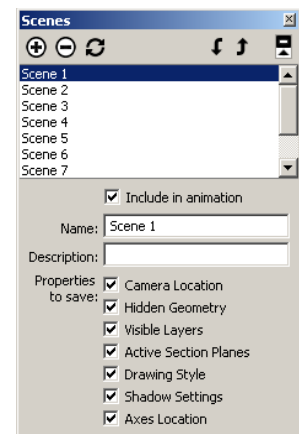 Scenes
Scene 1
Scene 2
Scene 3
Scene 4
Scene 5
Scene 6
Scene 7
Include in animation
Name: Scene 1
Description:
Properties to save:
Camera Location
Hidden Geometry
Visible Layers
Active Section Planes
Drawing Style
Shadow Settings
Axes Location